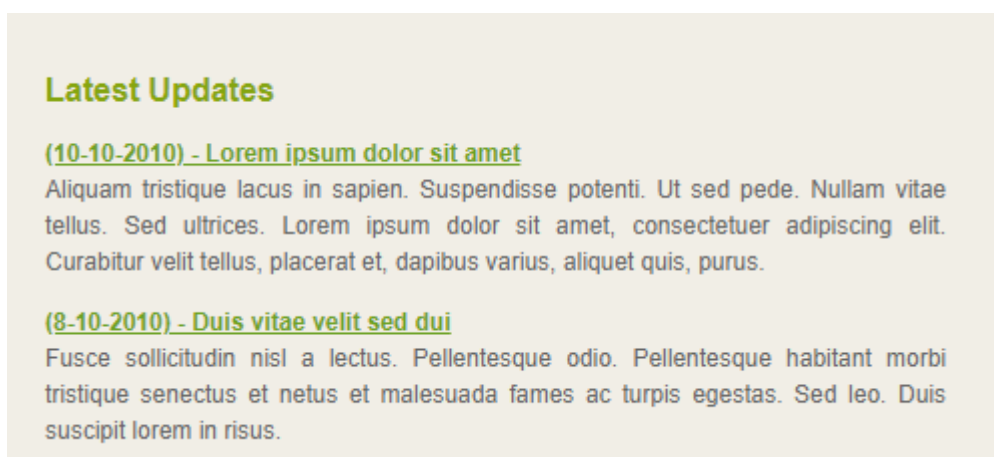 Latest Updates
(10-10-2010) - Lorem ipsum dolor sit amet
Aliquam tristique lacus in sapien. Suspendisse potenti. Ut sed pede. Nullam vitae
tellus. Sed ultrices. Lorem ipsum dolor sit amet, consectetuer adipiscing elit.
Curabitur velit tellus, placerat et, dapibus varius, aliquet quis, purus.
(8-10-2010) - Duis vitae velit sed dui
Fusce sollicitudin nisl a lectus. Pellentesque odio. Pellentesque habitant morbi
tristique senectus et netus et malesuada fames ac turpis egestas. Sed leo. Duis
suscipit lorem in risus.